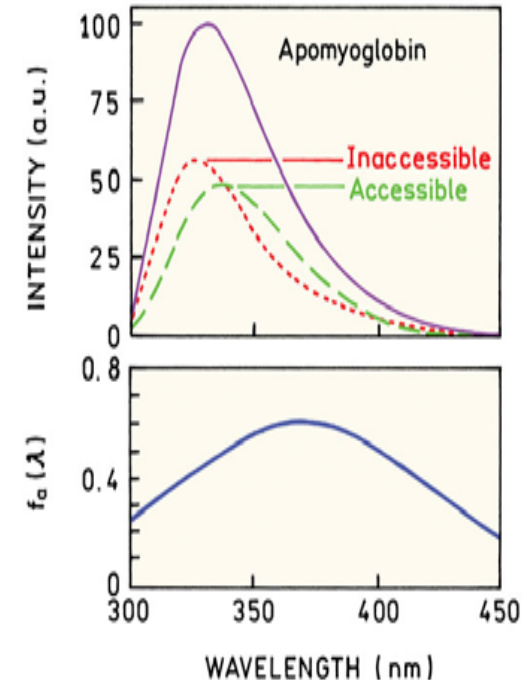 100
Apomyoglobin
75
Inaccessible
50
Accessible
25
0
INTENSITY (a.u.)
0.8
0.4
0
fa (λ)
300 350 400 450
WAVELENGTH (nm)